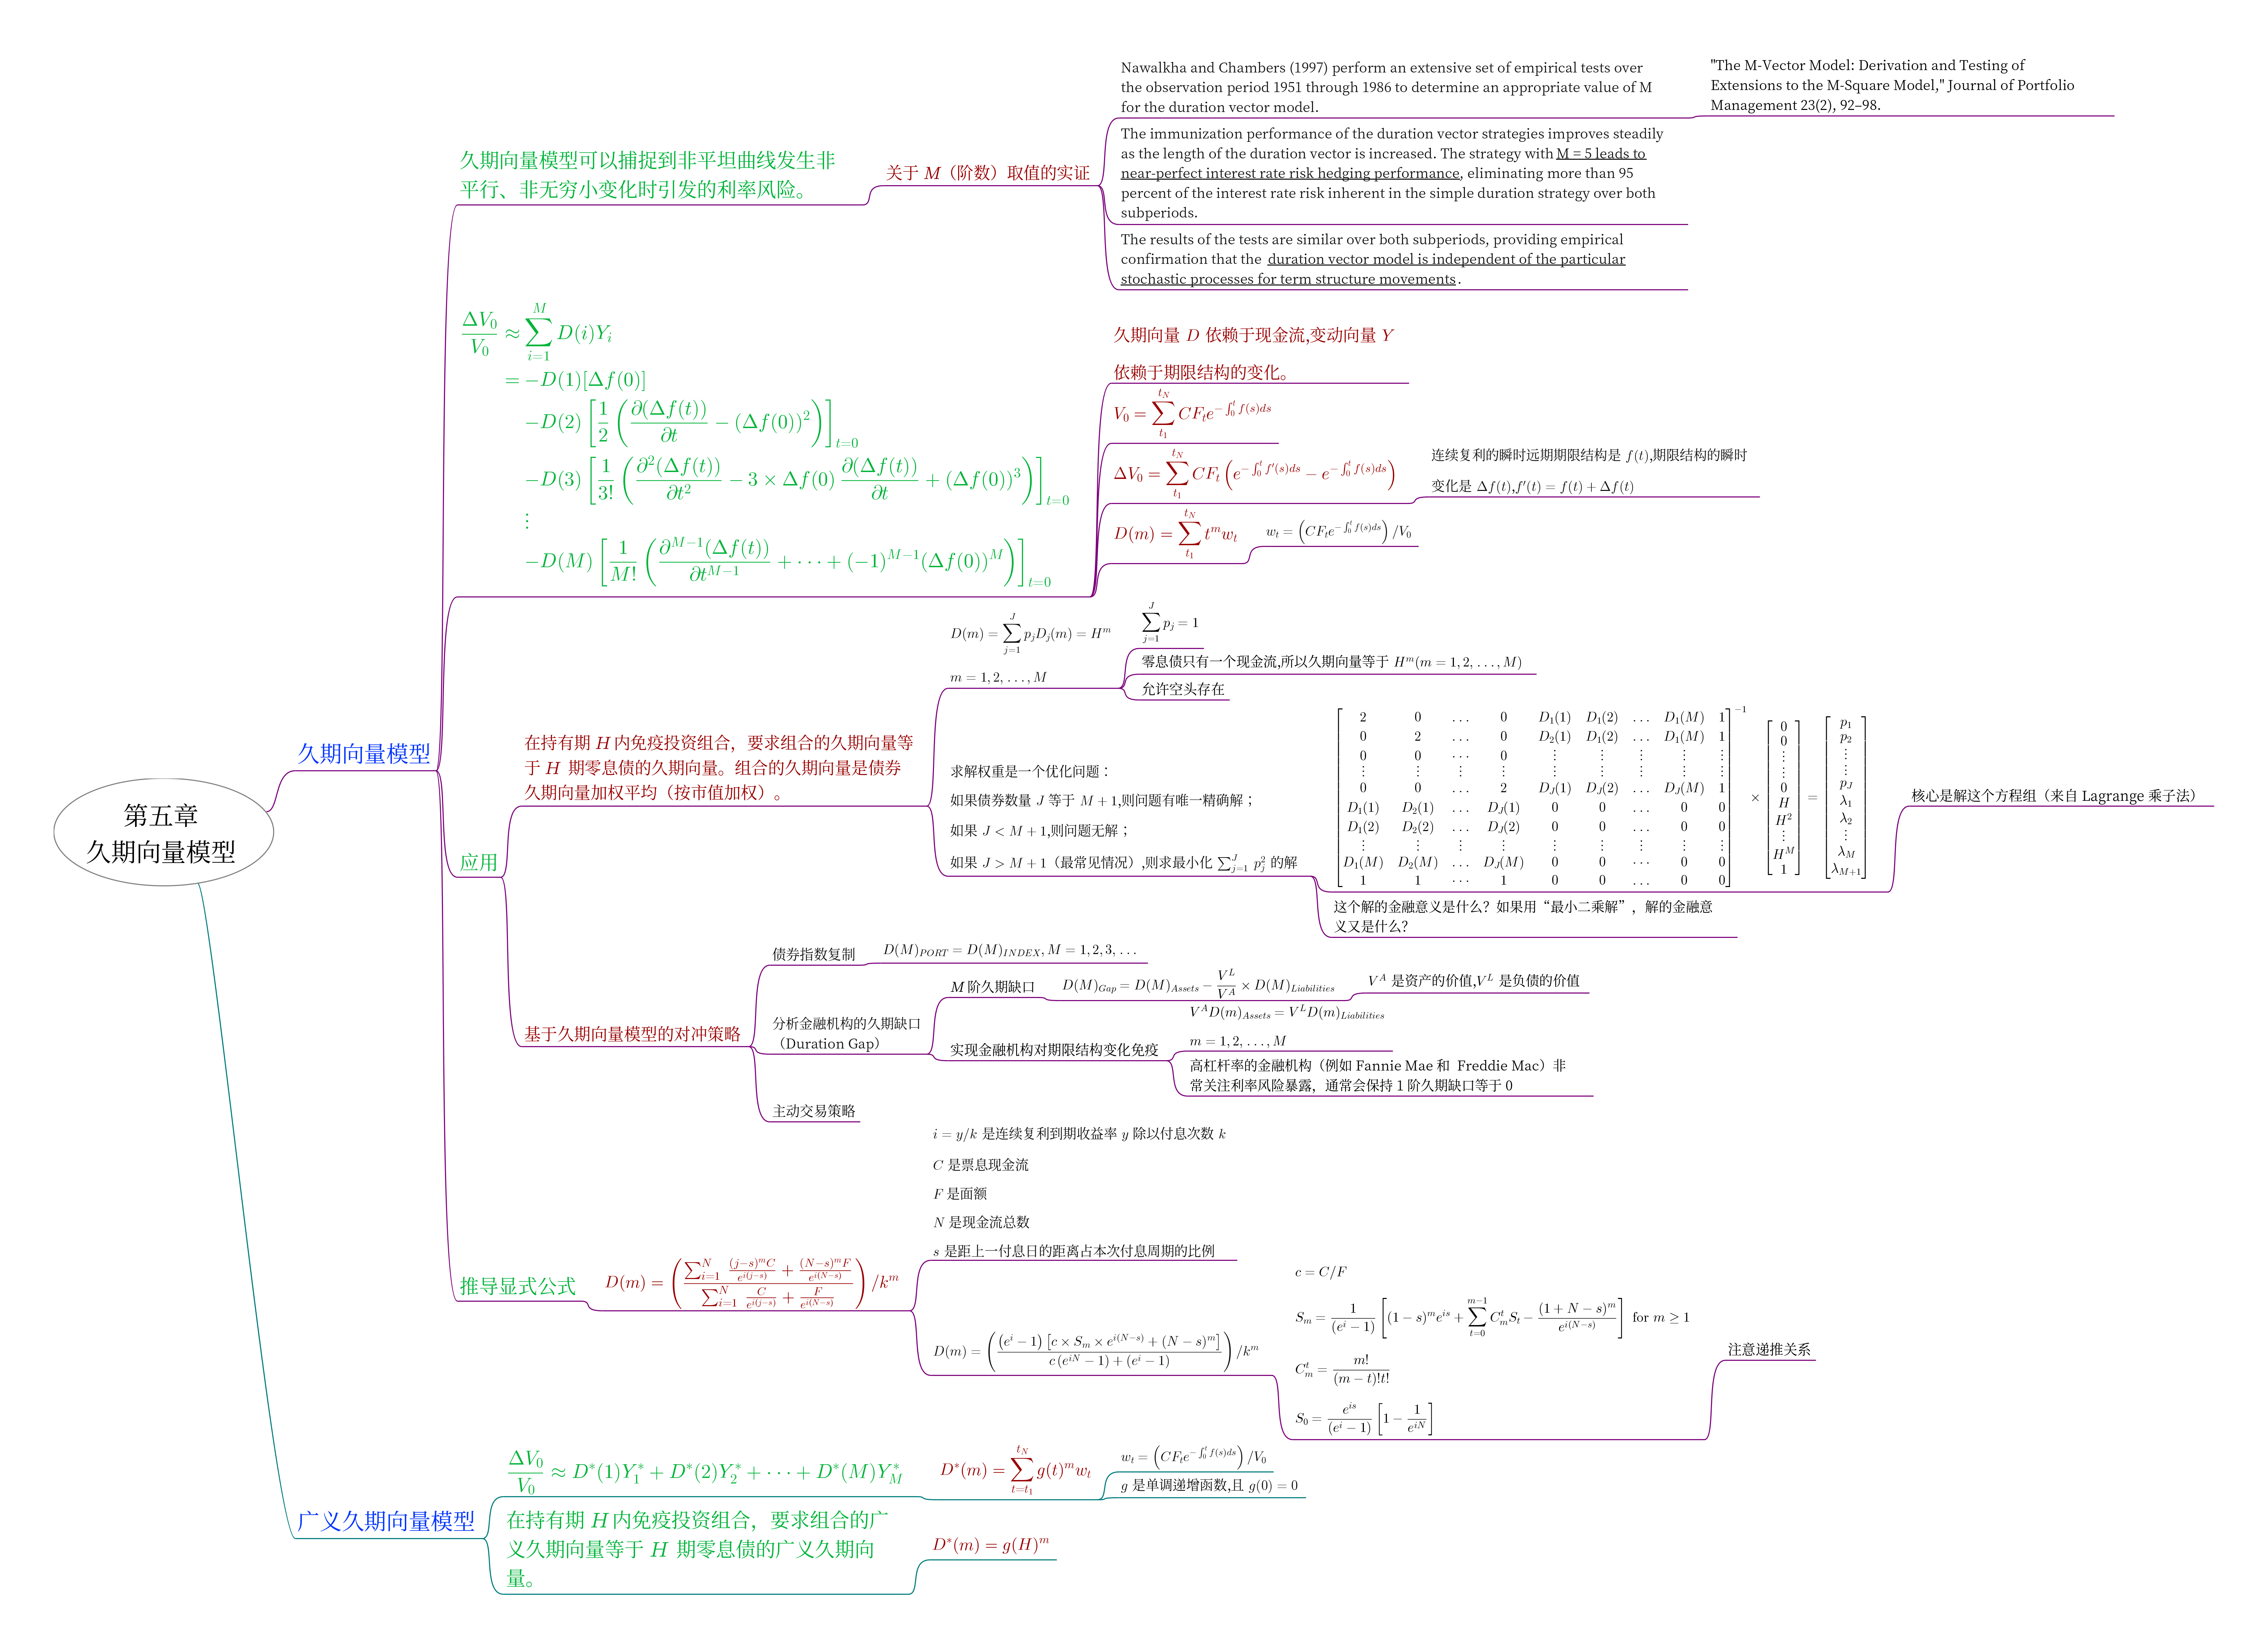 第五章
久期向量模型
久期向量模型
久期向量模型可以捕捉到非平坦曲线发生非
平行、非无穷小变化时引发的利率风险。
关于 M（阶数）取值的实证
Nawalkha and Chambers (1997) perform an extensive set of empirical tests over
the observation period 1951 through 1986 to determine an appropriate value of M
for the duration vector model.
"The M-Vector Model: Derivation and Testing of
Extensions to the M-Square Model," Journal of Portfolio
Management 23(2), 92–98.
The immunization performance of the duration vector strategies improves steadily
as the length of the duration vector is increased. The strategy with M = 5 leads to
near-perfect interest rate risk hedging performance, eliminating more than 95
percent of the interest rate risk inherent in the simple duration strategy over both
subperiods.
The results of the tests are similar over both subperiods, providing empirical
confirmation that the duration vector model is independent of the particular
stochastic processes for term structure movements.
\frac{\Delta V_0}{V_0} \approx \sum_{i=1}^{M} D(i)Y_i
= -D(1)[\Delta f(0)]
-D(2)\left[\frac{1}{2}\left(\frac{\partial(\Delta f(t))}{\partial t} - (\Delta f(0))^2\right)\right]_{t=0}
-D(3)\left[\frac{1}{3!}\left(\frac{\partial^2(\Delta f(t))}{\partial t^2} - 3 \times \Delta f(0)\frac{\partial(\Delta f(t))}{\partial t} + (\Delta f(0))^3\right)\right]_{t=0}
⋮
-D(M)\left[\frac{1}{M!}\left(\frac{\partial^{M-1}(\Delta f(t))}{\partial t^{M-1}} + \cdots + (-1)^{M-1}(\Delta f(0))^M\right)\right]_{t=0}
久期向量 D 依赖于现金流,变动向量 Y
依赖于期限结构的变化。
V_0 = \sum_{t_1}^{t_N} CF_t e^{-\int_0^t f(s)ds}
\Delta V_0 = \sum_{t_1}^{t_N} CF_t \left(e^{-\int_0^t f'(s)ds} - e^{-\int_0^t f(s)ds}\right)
连续复利的瞬时远期期限结构是 f(t),期限结构的瞬时
变化是 Δf(t),f′(t) = f(t) + Δf(t)
D(m) = \sum_{t_1}^{t_N} t^m w_t
w_t = \left(CF_t e^{-\int_0^t f(s)ds}\right)/V_0
应用
在持有期 H 内免疫投资组合，要求组合的久期向量等
于 H 期零息债的久期向量。组合的久期向量是债券
久期向量加权平均（按市值加权）。
D(m) = \sum_{j=1}^{J} p_j D_j(m) = H^m
m = 1, 2, . . . , M
\sum_{j=1}^{J} p_j = 1
零息债只有一个现金流,所以久期向量等于 H^m(m = 1, 2, . . . , M)
允许空头存在
求解权重是一个优化问题：
如果债券数量 J 等于 M + 1,则问题有唯一精确解；
如果 J < M + 1,则问题无解；
如果 J > M + 1（最常见情况）,则求最小化 \sum_{j=1}^{J} p_j^2 的解
\begin{bmatrix} 2 & 0 & \dots & 0 & D_1(1) & D_1(2) & \dots & D_1(M) & 1 \\ 0 & 2 & \dots & 0 & D_2(1) & D_2(2) & \dots & D_2(M) & 1 \\ 0 & 0 & \cdots & 0 & \vdots & \vdots & \vdots & \vdots & \vdots \\ \vdots & \vdots & \vdots & \vdots & \vdots & \vdots & \vdots & \vdots & \vdots \\ 0 & 0 & \dots & 2 & D_J(1) & D_J(2) & \dots & D_J(M) & 1 \\ D_1(1) & D_2(1) & \dots & D_J(1) & 0 & 0 & \dots & 0 & 0 \\ D_1(2) & D_2(2) & \dots & D_J(2) & 0 & 0 & \dots & 0 & 0 \\ \vdots & \vdots & \vdots & \vdots & \vdots & \vdots & \vdots & \vdots & \vdots \\ D_1(M) & D_2(M) & \dots & D_J(M) & 0 & 0 & \cdots & 0 & 0 \\ 1 & 1 & \cdots & 1 & 0 & 0 & \dots & 0 & 0 \end{bmatrix}^{-1} \times \begin{bmatrix} 0 \\ 0 \\ \vdots \\ \vdots \\ 0 \\ H \\ H^2 \\ \vdots \\ H^M \\ 1 \end{bmatrix} = \begin{bmatrix} p_1 \\ p_2 \\ \vdots \\ \vdots \\ p_J \\ \lambda_1 \\ \lambda_2 \\ \vdots \\ \lambda_M \\ \lambda_{M+1} \end{bmatrix}
核心是解这个方程组（来自 Lagrange 乘子法）
这个解的金融意义是什么？如果用“最小二乘解”，解的金融意
义又是什么？
基于久期向量模型的对冲策略
债券指数复制
D(M)_{PORT} = D(M)_{INDEX}, M = 1, 2, 3, . . .
分析金融机构的久期缺口
（Duration Gap）
M 阶久期缺口
D(M)_{Gap} = D(M)_{Assets} - \frac{V^L}{V^A} \times D(M)_{Liabilities}
V^A 是资产的价值,V^L 是负债的价值
实现金融机构对期限结构变化免疫
V^A D(m)_{Assets} = V^L D(m)_{Liabilities}
m = 1, 2, . . . , M
高杠杆率的金融机构（例如 Fannie Mae 和 Freddie Mac）非
常关注利率风险暴露，通常会保持 1 阶久期缺口等于 0
主动交易策略
推导显式公式
D(m) = \left(\frac{\sum_{i=1}^{N} \frac{(j-s)^m C}{e^{i(j-s)}} + \frac{(N-s)^m F}{e^{i(N-s)}}}{\sum_{i=1}^{N} \frac{C}{e^{i(j-s)}} + \frac{F}{e^{i(N-s)}}}\right)/k^m
i = y/k 是连续复利到期收益率 y 除以付息次数 k
C 是票息现金流
F 是面额
N 是现金流总数
s 是距上一付息日的距离占本次付息周期的比例
D(m) = \left(\frac{(e^i - 1)\left[c \times S_m \times e^{i(N-s)} + (N-s)^m\right]}{c(e^{iN} - 1) + (e^i - 1)}\right)/k^m
c = C/F
S_m = \frac{1}{(e^i - 1)}\left[(1-s)^m e^{is} + \sum_{t=0}^{m-1} C_m^t S_t - \frac{(1+N-s)^m}{e^{i(N-s)}}\right] for m ≥ 1
C_m^t = \frac{m!}{(m-t)!t!}
S_0 = \frac{e^{is}}{(e^i - 1)}\left[1 - \frac{1}{e^{iN}}\right]
注意递推关系
广义久期向量模型
\frac{\Delta V_0}{V_0} \approx D^*(1)Y_1^* + D^*(2)Y_2^* + \cdots + D^*(M)Y_M^*
D^*(m) = \sum_{t=t_1}^{t_N} g(t)^m w_t
w_t = \left(CF_t e^{-\int_0^t f(s)ds}\right)/V_0
g 是单调递增函数,且 g(0) = 0
在持有期 H 内免疫投资组合，要求组合的广
义久期向量等于 H 期零息债的广义久期向
量。
D^*(m) = g(H)^m